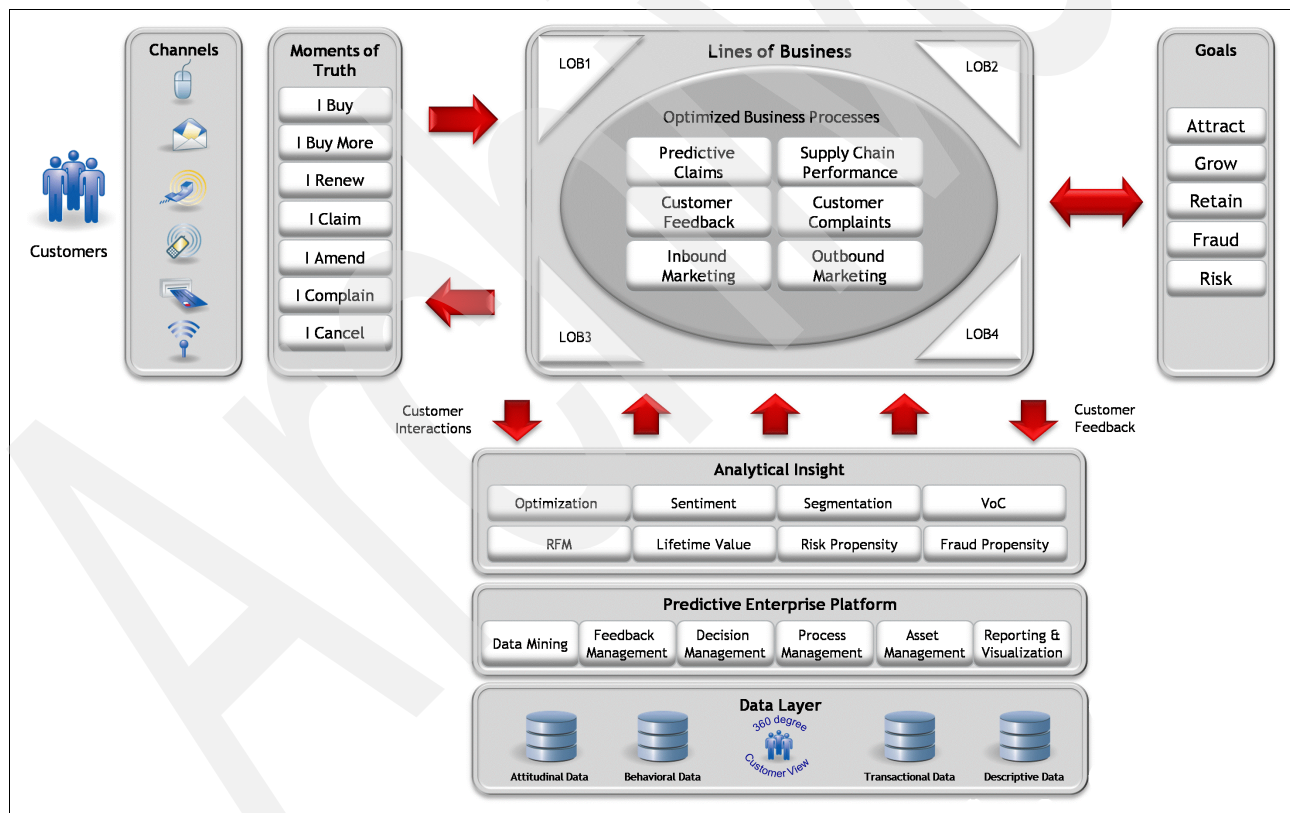 Channels
Customers
Moments of
Truth
I Buy
I Buy More
I Renew
I Claim
I Amend
I Complain
I Cancel
Lines of Business
LOB1
LOB2
LOB3
LOB4
Optimized Business Processes
Predictive
Claims
Supply Chain
Performance
Customer
Feedback
Customer
Complaints
Inbound
Marketing
Outbound
Marketing
Goals
Attract
Grow
Retain
Fraud
Risk
Customer
Interactions
Customer
Feedback
Analytical Insight
Optimization
Sentiment
Segmentation
VoC
RFM
Lifetime Value
Risk Propensity
Fraud Propensity
Predictive Enterprise Platform
Data Mining
Feedback
Management
Decision
Management
Process
Management
Asset
Management
Reporting &
Visualization
Data Layer
360 degree
Customer View
Attitudinal Data
Behavioral Data
Transactional Data
Descriptive Data